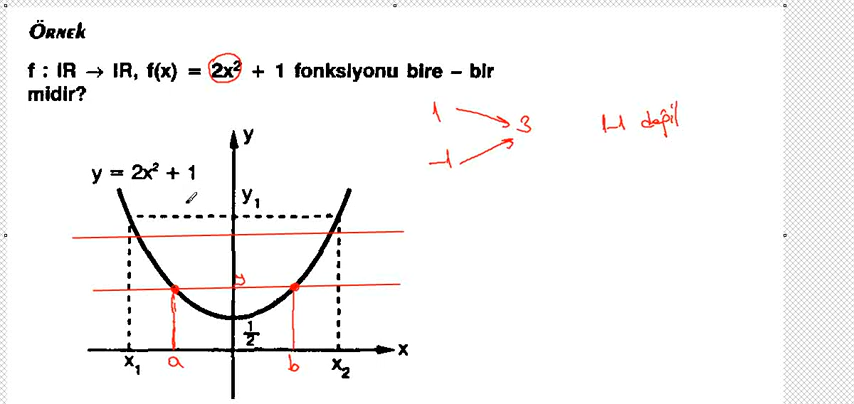 ÖRNEK
f : IR → IR, f(x) = 2x² + 1 fonksiyonu bire – bir
midir?
1
3
1-1 değil
-1
y
y = 2x² + 1
y₁
y
1/2
x
x₁
a
b
x₂